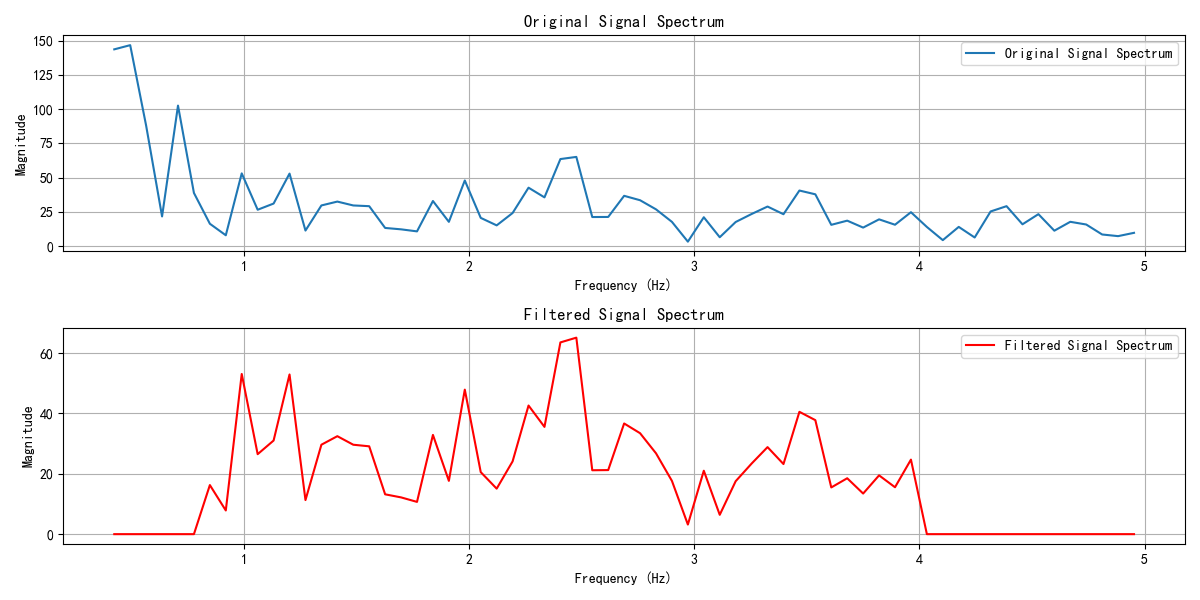 Original Signal Spectrum
150
125
100
75
50
25
0
Magnitude
Original Signal Spectrum
1
2
3
4
5
Frequency (Hz)
Filtered Signal Spectrum
60
40
20
0
Magnitude
Filtered Signal Spectrum
1
2
3
4
5
Frequency (Hz)